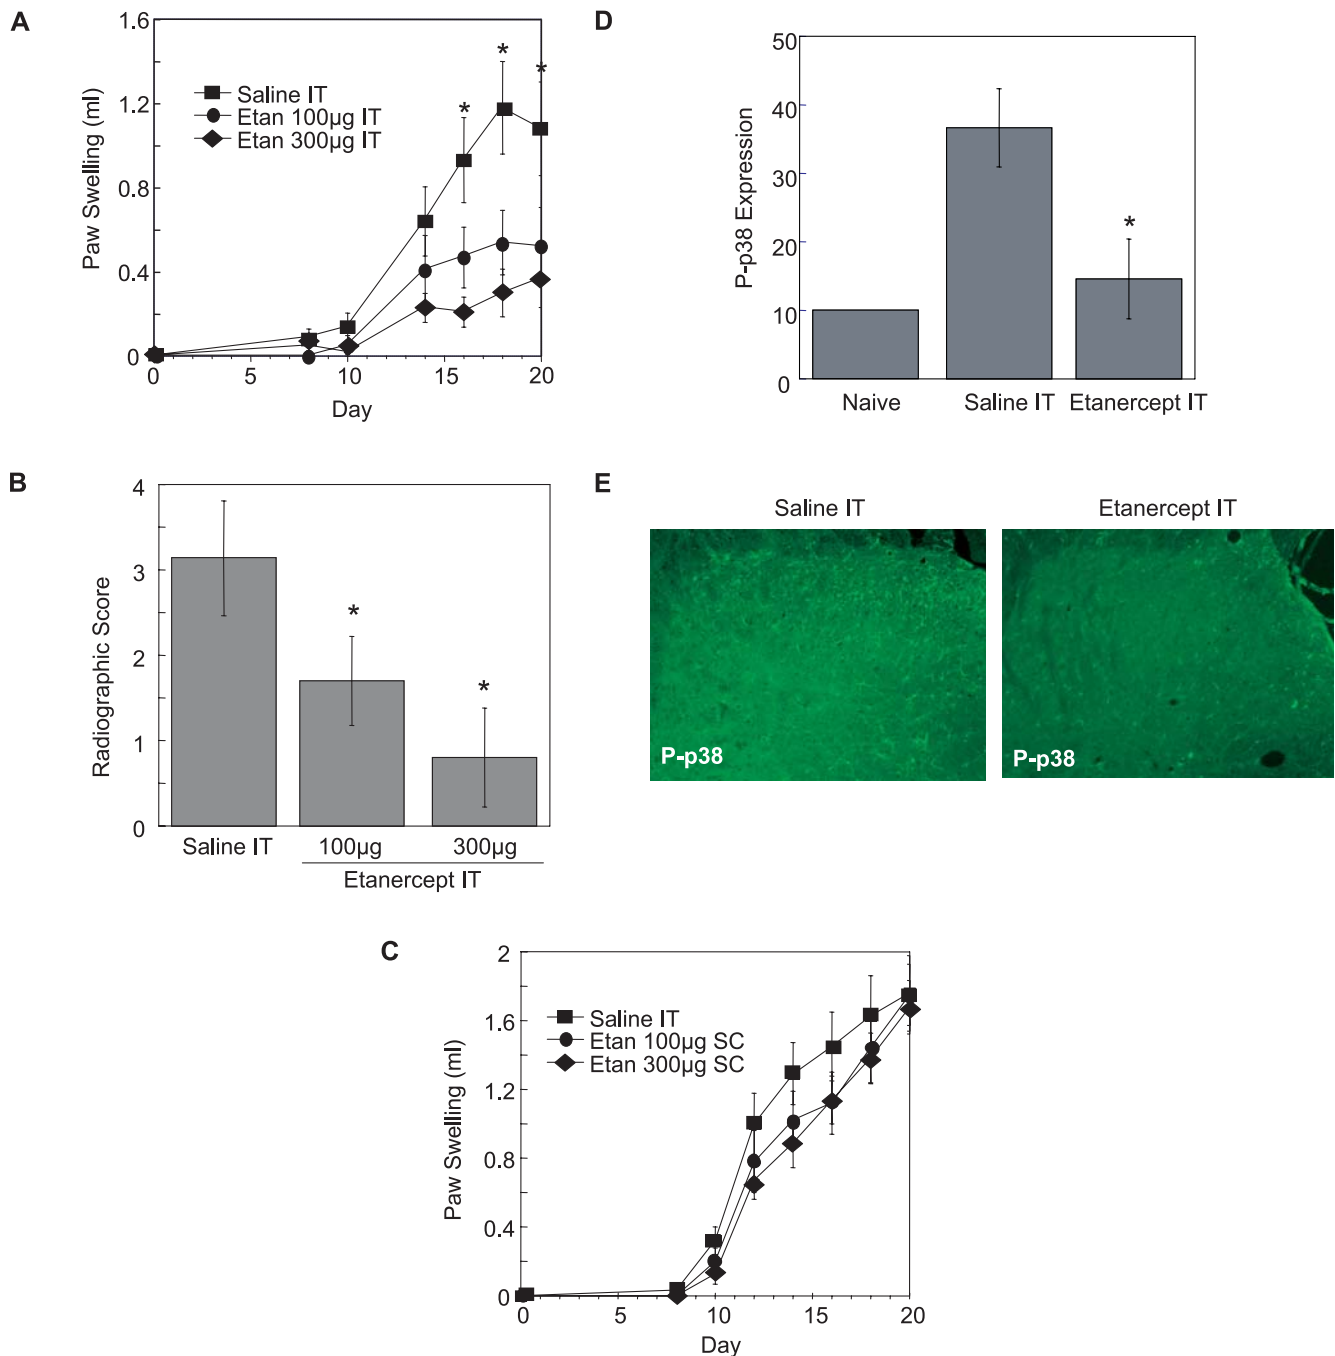 A
1.6
1.2
0.8
0.4
0
Paw Swelling (ml)
Saline IT
Etan 100µg IT
Etan 300µg IT
*
*
*
0 5 10 15 20
Day
D
50
40
30
20
10
0
P-p38 Expression
*
Naive Saline IT Etanercept IT
B
4
3
2
1
0
Radiographic Score
*
*
Saline IT 100µg 300µg
Etanercept IT
E
Saline IT Etanercept IT
P-p38 P-p38
C
2
1.6
1.2
0.8
0.4
0
Paw Swelling (ml)
Saline IT
Etan 100µg SC
Etan 300µg SC
0 5 10 15 20
Day